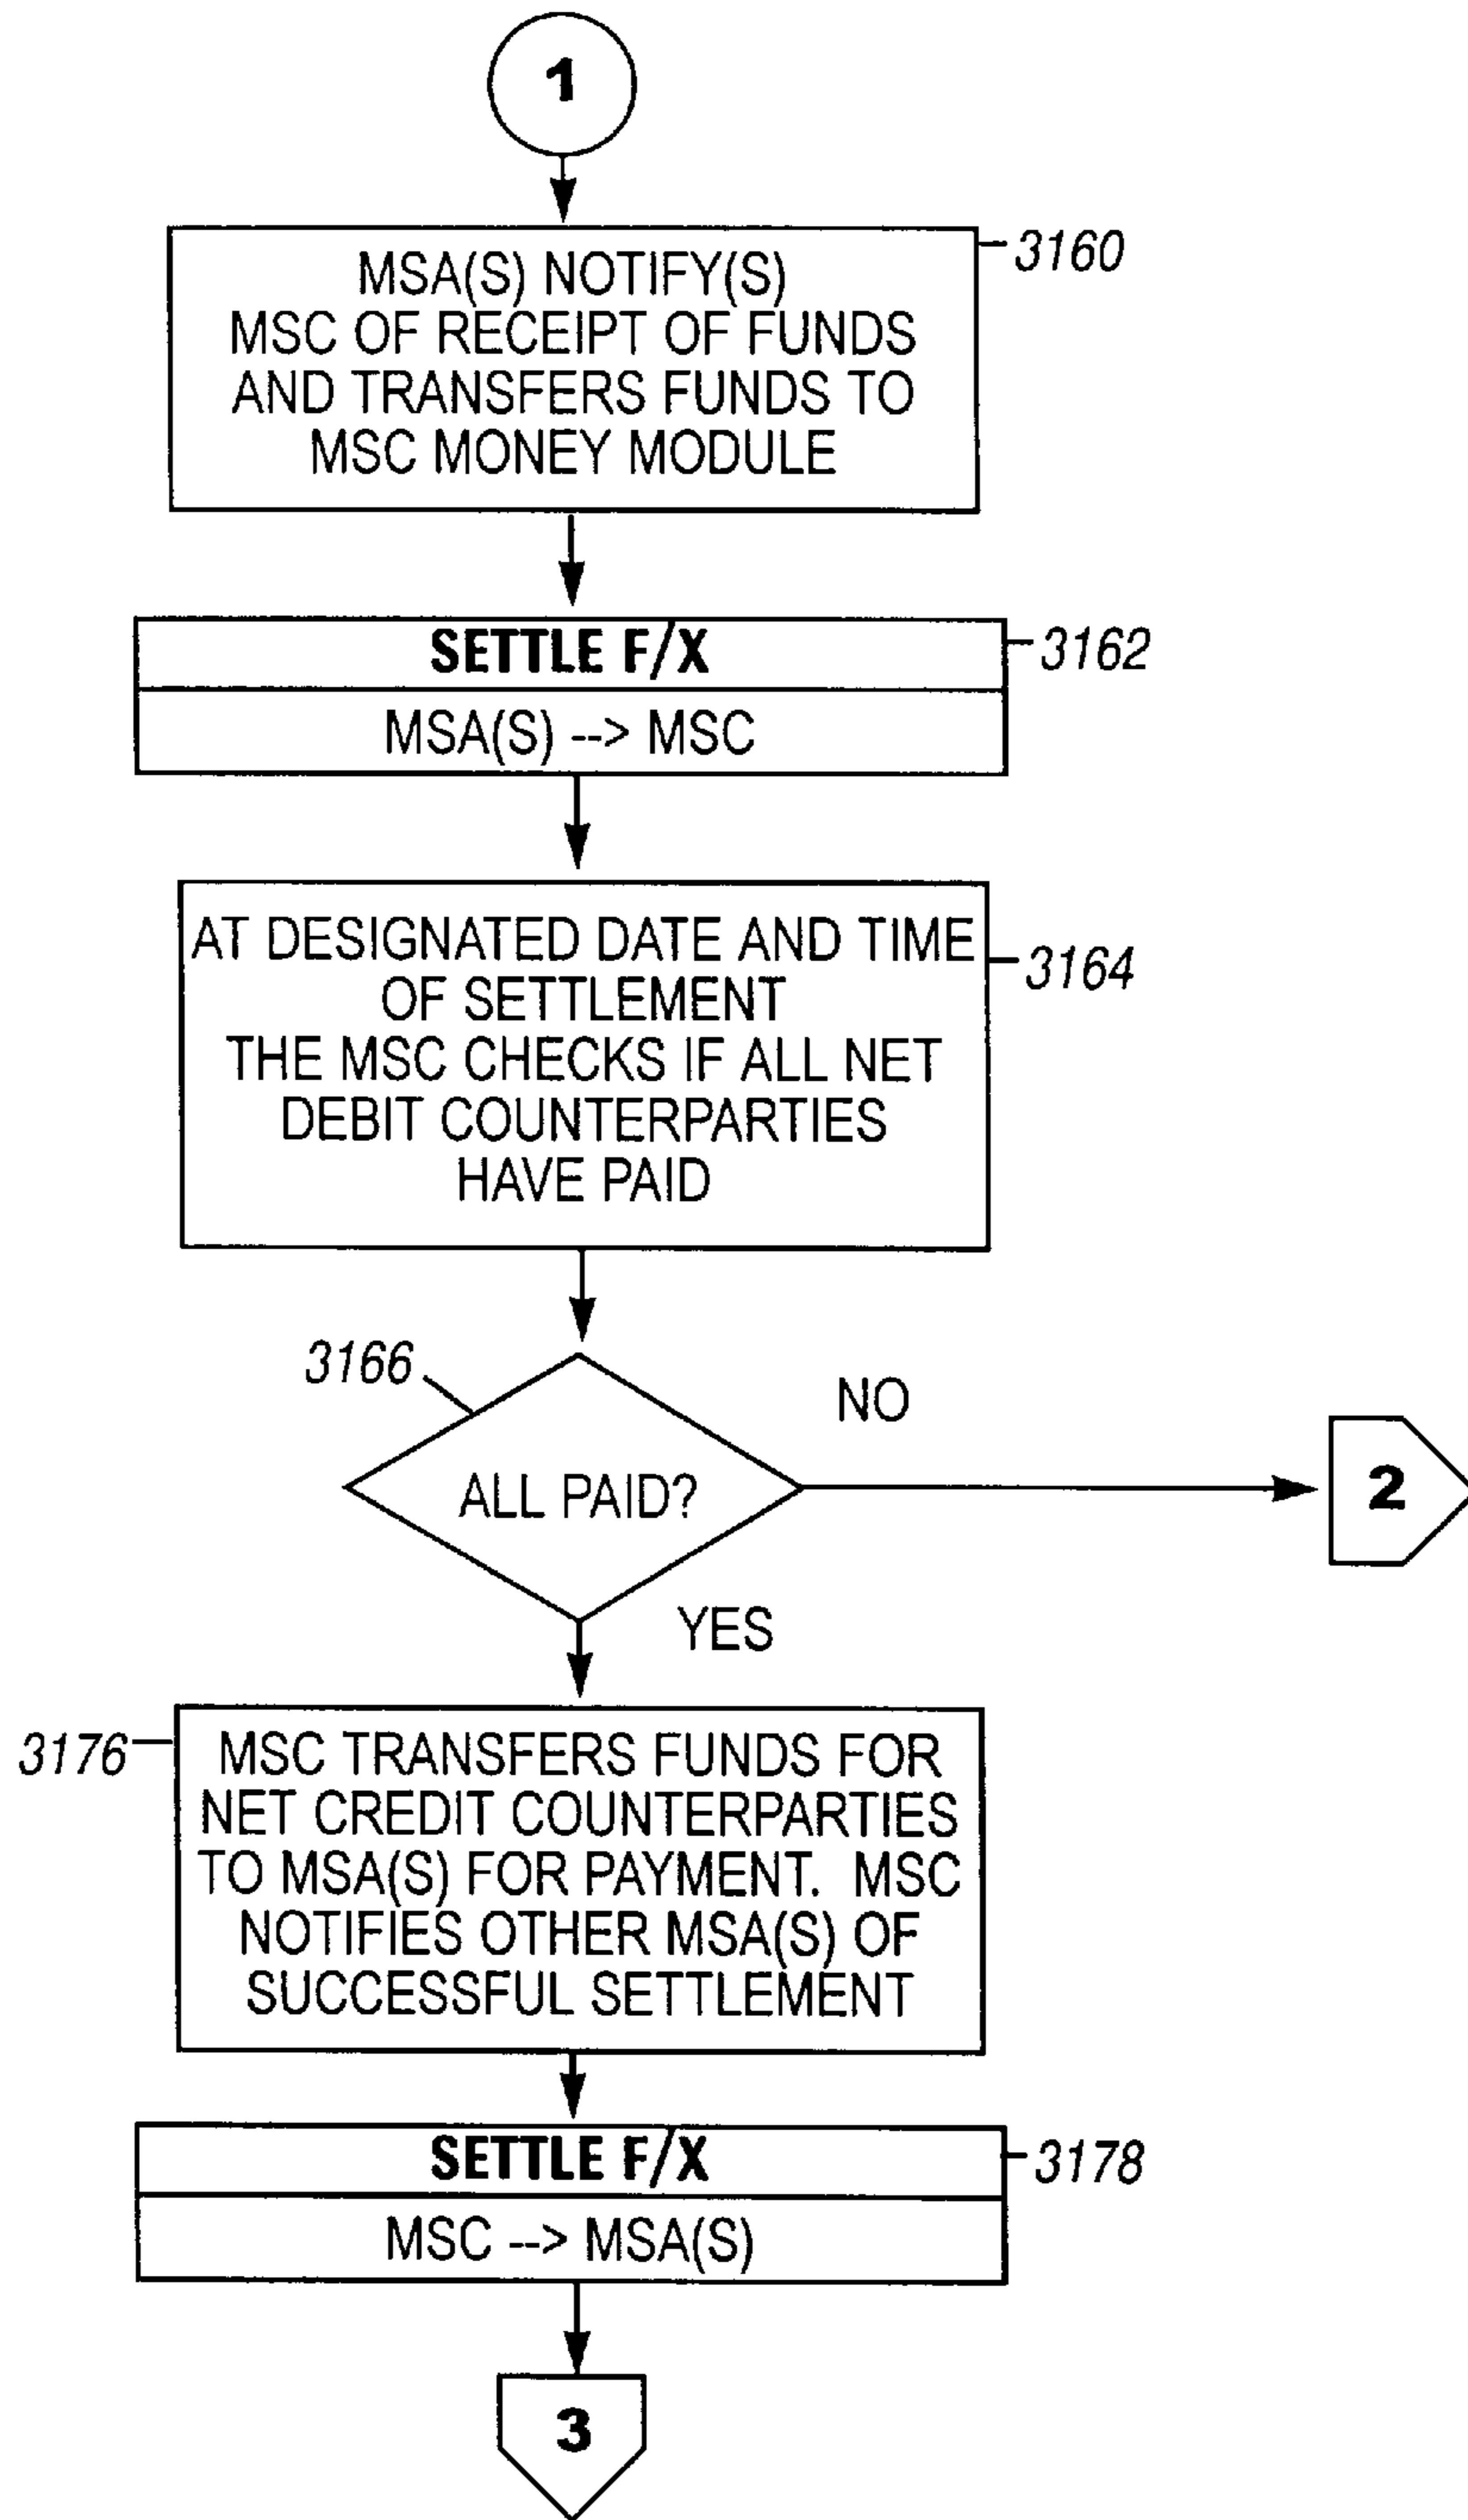 1
MSA(S) NOTIFY(S)
MSC OF RECEIPT OF FUNDS
AND TRANSFERS FUNDS TO
MSC MONEY MODULE
3160
SETTLE F/X
3162
MSA(S) --> MSC
AT DESIGNATED DATE AND TIME
OF SETTLEMENT
THE MSC CHECKS IF ALL NET
DEBIT COUNTERPARTIES
HAVE PAID
3164
3166
ALL PAID?
NO
2
YES
3176
MSC TRANSFERS FUNDS FOR
NET CREDIT COUNTERPARTIES
TO MSA(S) FOR PAYMENT. MSC
NOTIFIES OTHER MSA(S) OF
SUCCESSFUL SETTLEMENT
SETTLE F/X
3178
MSC --> MSA(S)
3